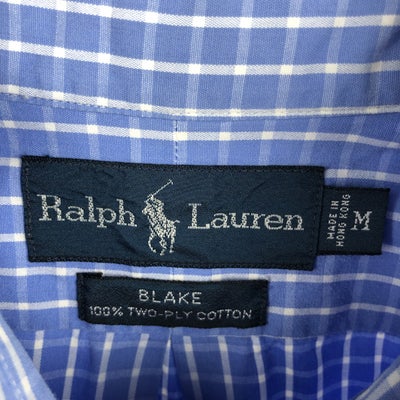 Ralph Lauren
MADE IN
HONG KONG
M
BLAKE
100% TWO-PLY COTTON